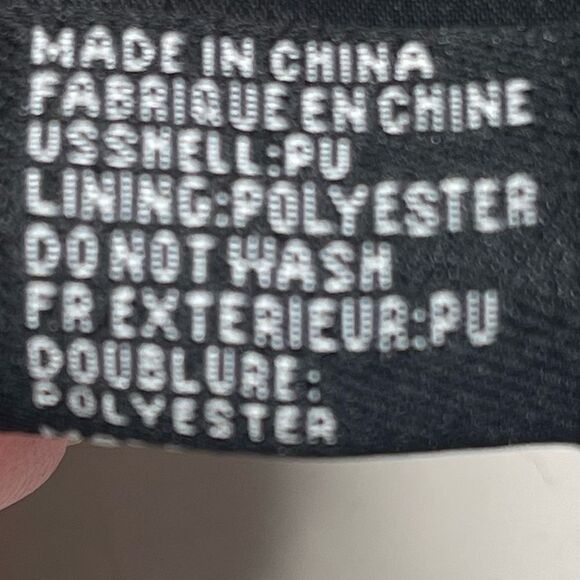 MADE IN CHINA
FABRIQUE EN CHINE
USSHELL:PU
LINING:POLYESTER
DO NOT WASH
FR EXTERIEUR:PU
DOUBLURE:
POLYESTER